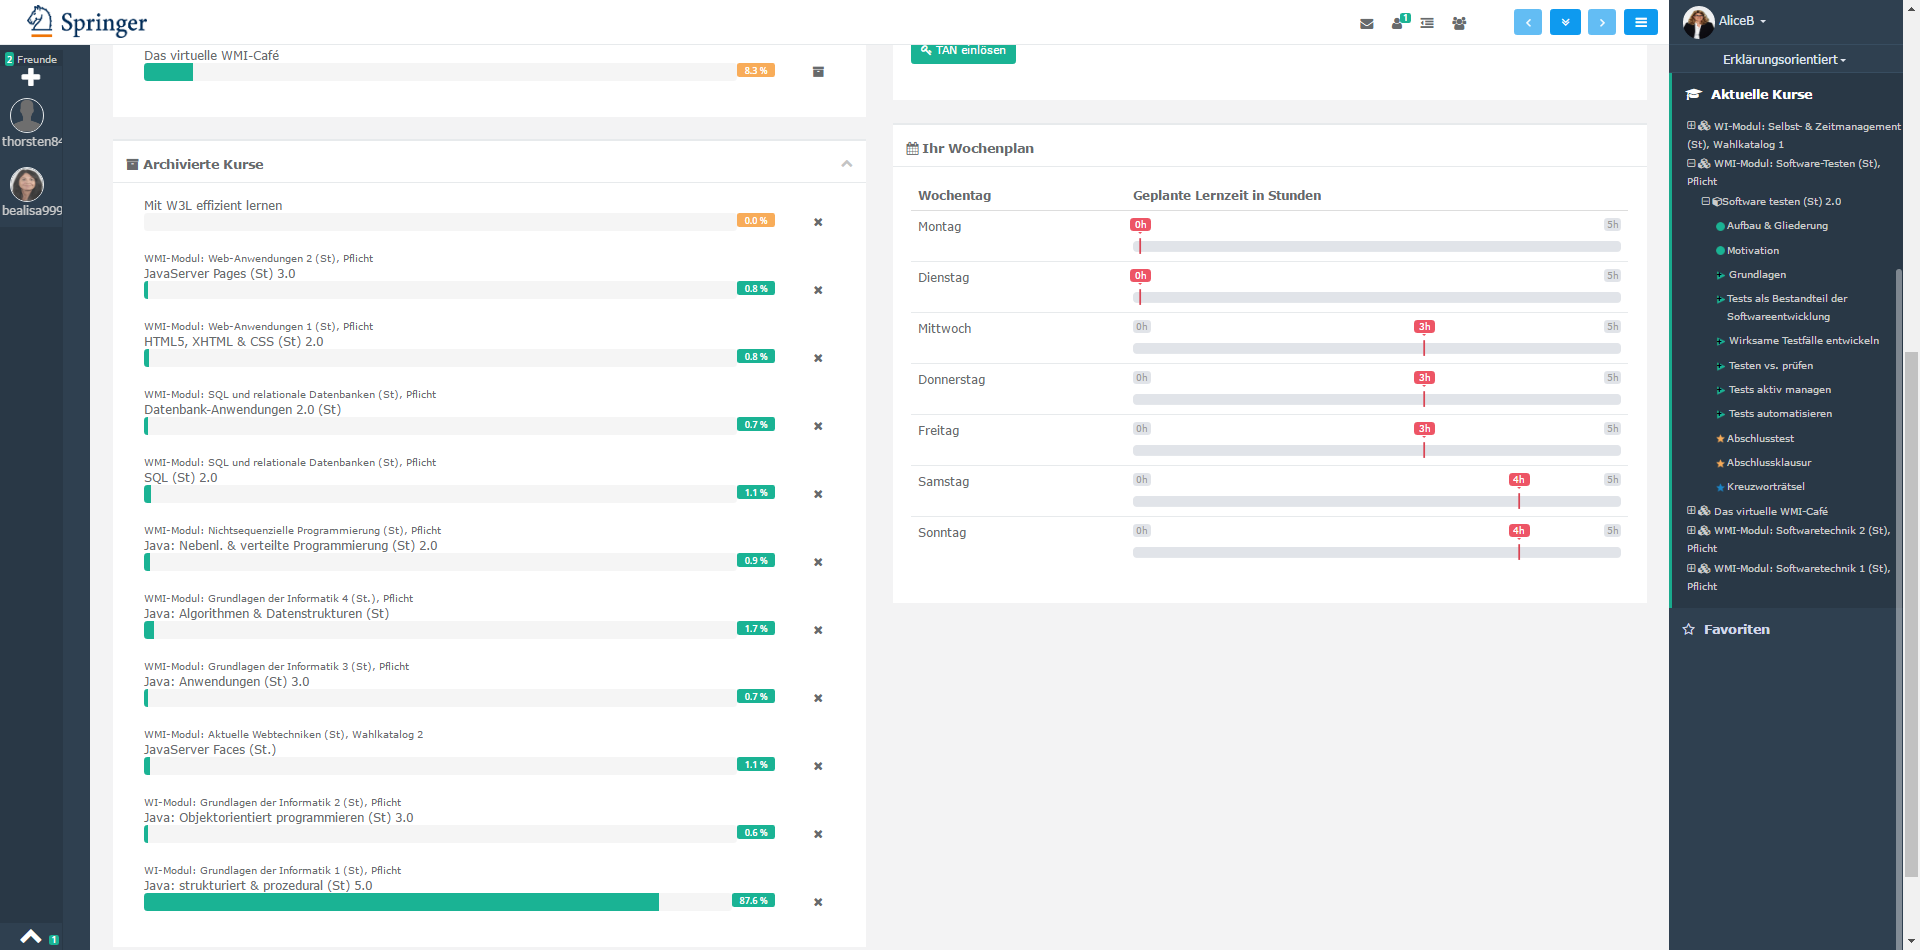 Springer
1
AliceB
2 Freunde
thorsten84
bealisa999
1
Das virtuelle WMI-Café
8.3 %
Archivierte Kurse
Mit W3L effizient lernen
0.0 %
WMI-Modul: Web-Anwendungen 2 (St), Pflicht
JavaServer Pages (St) 3.0
0.8 %
WMI-Modul: Web-Anwendungen 1 (St), Pflicht
HTML5, XHTML & CSS (St) 2.0
0.8 %
WMI-Modul: SQL und relationale Datenbanken (St), Pflicht
Datenbank-Anwendungen 2.0 (St)
0.7 %
WMI-Modul: SQL und relationale Datenbanken (St), Pflicht
SQL (St) 2.0
1.1 %
WMI-Modul: Nichtsequenzielle Programmierung (St), Pflicht
Java: Nebenl. & verteilte Programmierung (St) 2.0
0.9 %
WMI-Modul: Grundlagen der Informatik 4 (St.), Pflicht
Java: Algorithmen & Datenstrukturen (St)
1.7 %
WMI-Modul: Grundlagen der Informatik 3 (St), Pflicht
Java: Anwendungen (St) 3.0
0.7 %
WMI-Modul: Aktuelle Webtechniken (St), Wahlkatalog 2
JavaServer Faces (St.)
1.1 %
WI-Modul: Grundlagen der Informatik 2 (St), Pflicht
Java: Objektorientiert programmieren (St) 3.0
0.6 %
WI-Modul: Grundlagen der Informatik 1 (St), Pflicht
Java: strukturiert & prozedural (St) 5.0
87.6 %
TAN einlösen
Ihr Wochenplan
Wochentag Geplante Lernzeit in Stunden
Montag 0h 5h
Dienstag 0h 5h
Mittwoch 0h 3h 5h
Donnerstag 0h 3h 5h
Freitag 0h 3h 5h
Samstag 0h 4h 5h
Sonntag 0h 4h 5h
Erklärungsorientiert
Aktuelle Kurse
WI-Modul: Selbst- & Zeitmanagement
(St), Wahlkatalog 1
WMI-Modul: Software-Testen (St),
Pflicht
Software testen (St) 2.0
Aufbau & Gliederung
Motivation
Grundlagen
Tests als Bestandteil der
Softwareentwicklung
Wirksame Testfälle entwickeln
Testen vs. prüfen
Tests aktiv managen
Tests automatisieren
Abschlusstest
Abschlussklausur
Kreuzworträtsel
Das virtuelle WMI-Café
WMI-Modul: Softwaretechnik 2 (St),
Pflicht
WMI-Modul: Softwaretechnik 1 (St),
Pflicht
Favoriten